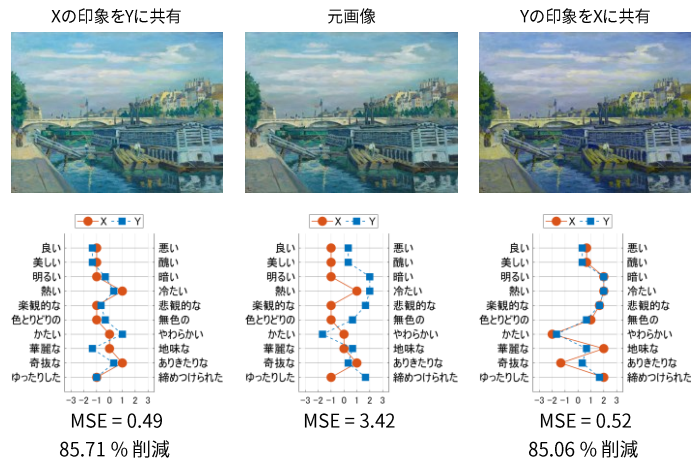 Xの印象をYに共有
元画像
Yの印象をXに共有
X Y
X Y
X Y
良い 悪い
美しい 醜い
明るい 暗い
熱い 冷たい
楽観的な 悲観的な
色とりどりの 無色の
かたい やわらかい
華麗な 地味な
奇抜な ありきたりな
ゆったりした 締めつけられた
-3 -2 -1 0 1 2 3
良い 悪い
美しい 醜い
明るい 暗い
熱い 冷たい
楽観的な 悲観的な
色とりどりの 無色の
かたい やわらかい
華麗な 地味な
奇抜な ありきたりな
ゆったりした 締めつけられた
-3 -2 -1 0 1 2 3
良い 悪い
美しい 醜い
明るい 暗い
熱い 冷たい
楽観的な 悲観的な
色とりどりの 無色の
かたい やわらかい
華麗な 地味な
奇抜な ありきたりな
ゆったりした 締めつけられた
-3 -2 -1 0 1 2 3
MSE = 0.49
MSE = 3.42
MSE = 0.52
85.71 % 削減
85.06 % 削減